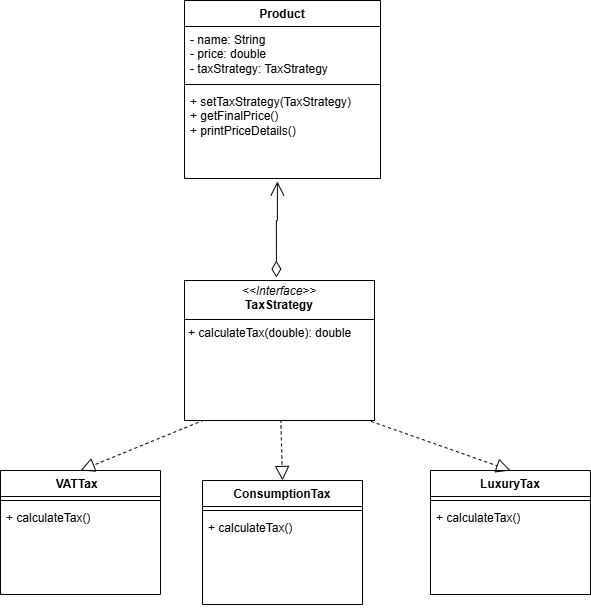 Product
- name: String
- price: double
- taxStrategy: TaxStrategy
+ setTaxStrategy(TaxStrategy)
+ getFinalPrice()
+ printPriceDetails()
<<Interface>>
TaxStrategy
+ calculateTax(double): double
VATTax
+ calculateTax()
ConsumptionTax
+ calculateTax()
LuxuryTax
+ calculateTax()